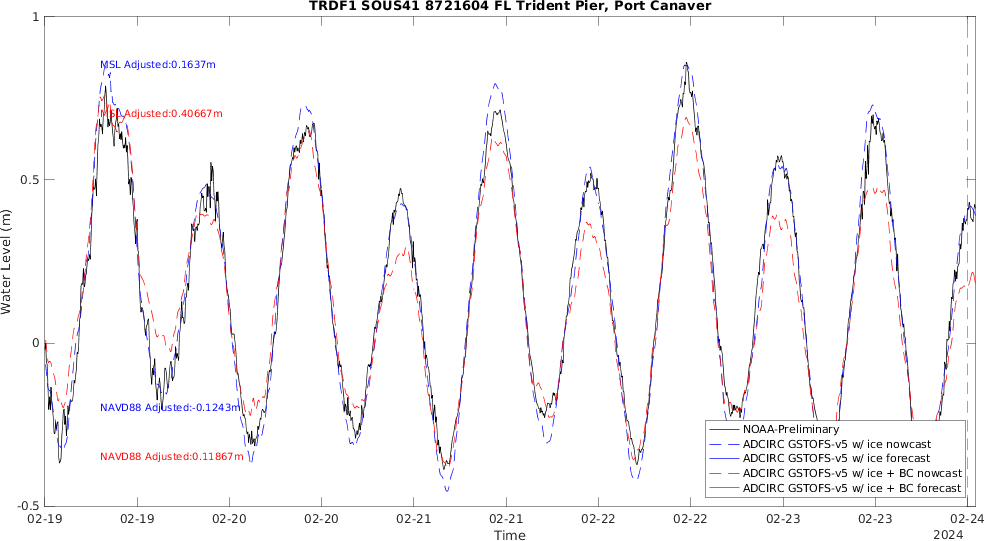 TRDF1 SOUS41 8721604 FL Trident Pier, Port Canaver
1
MSL Adjusted:0.1637m
MSL Adjusted:0.40667m
0.5
Water Level (m)
0
NAVD88 Adjusted:-0.1243m
NAVD88 Adjusted:0.11867m
NOAA-Preliminary
ADCIRC GSTOFS-v5 w/ ice nowcast
ADCIRC GSTOFS-v5 w/ ice forecast
ADCIRC GSTOFS-v5 w/ ice + BC nowcast
ADCIRC GSTOFS-v5 w/ ice + BC forecast
-0.5
02-19 02-19 02-20 02-20 02-21 02-21 02-22 02-22 02-23 02-23 02-24
Time
2024